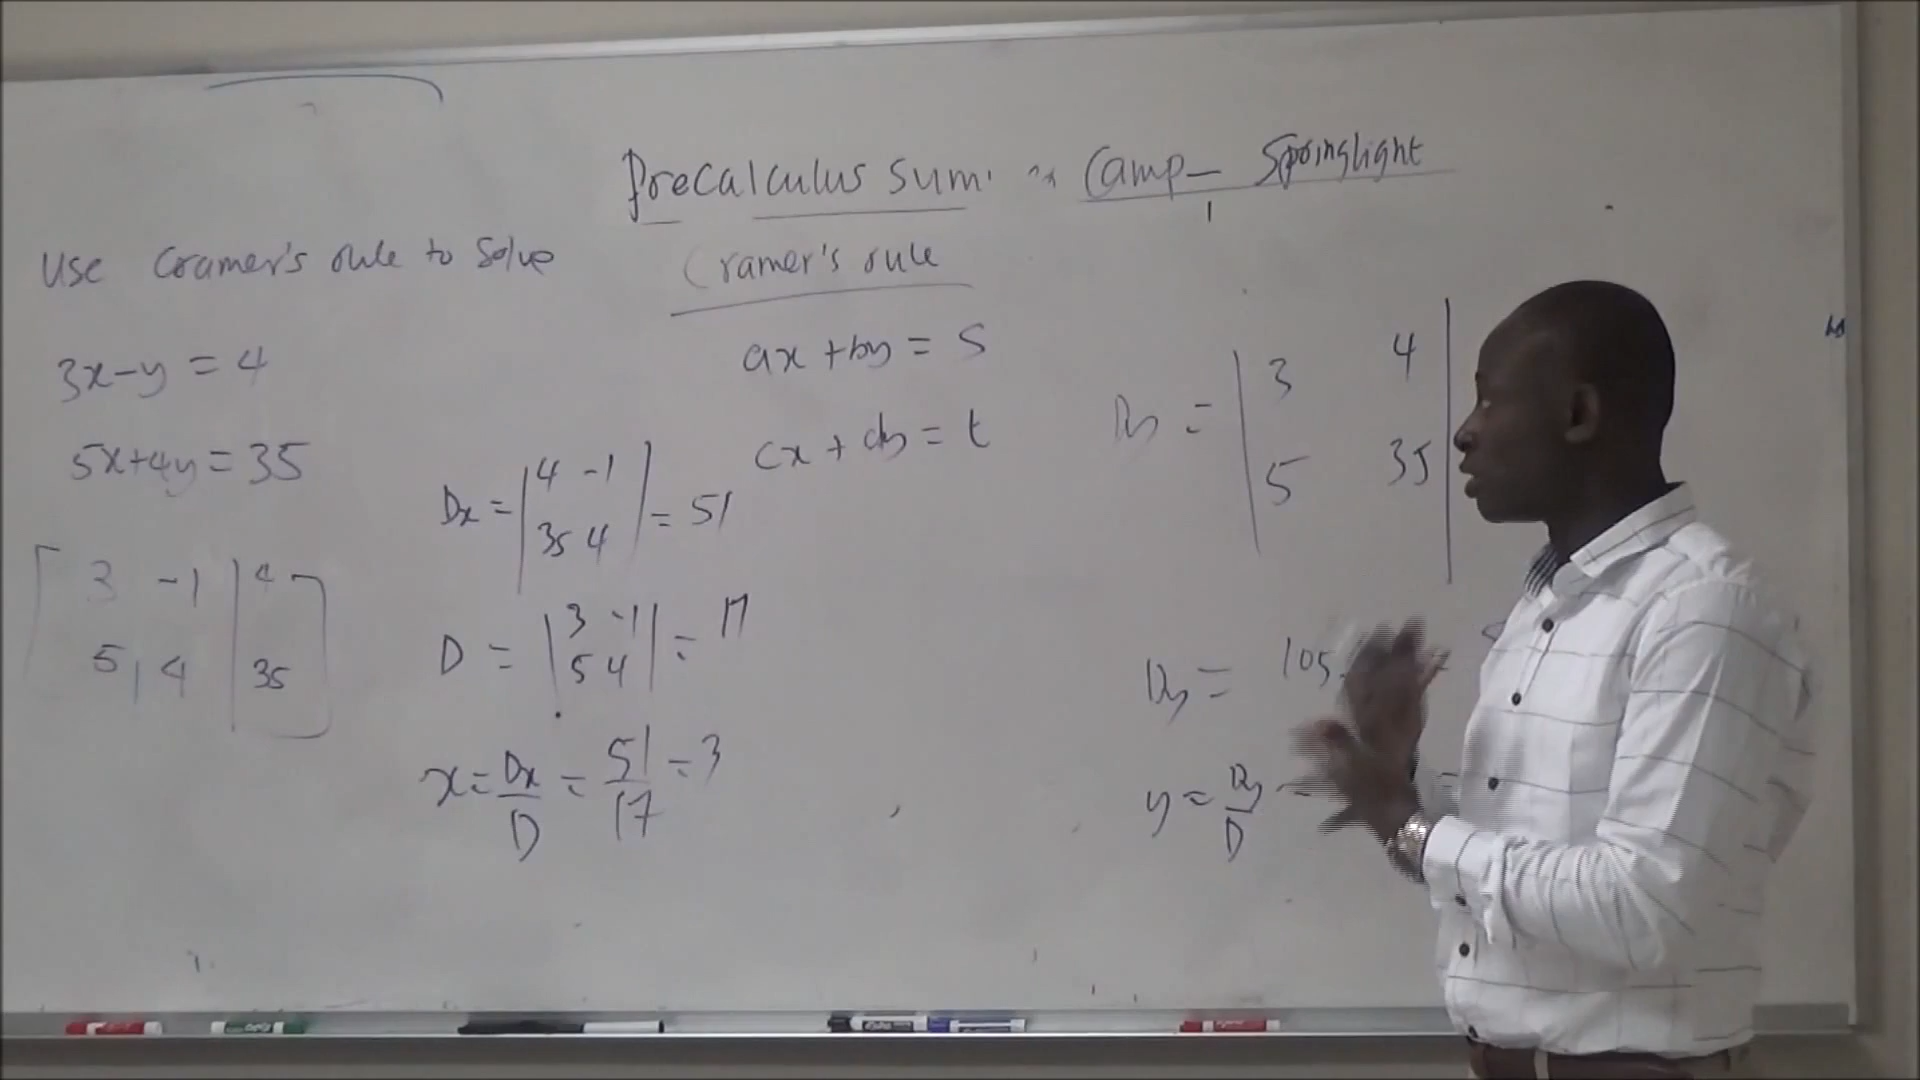 Precalculus sum Camp - Springlight
Cramer's rule
Use Cramer's rule to solve
3x-y = 4
5x+4y = 35
3 -1 | 4
5 4 | 35
Dx = |4 -1
35 4| = 51
D = |3 -1
5 4| = 17
x = Dx/D = 51/17 = 3
ax + by = s
cx + dy = t
Dy = |3 4|
|5 35|
Dy = 105
y = Dy/D =